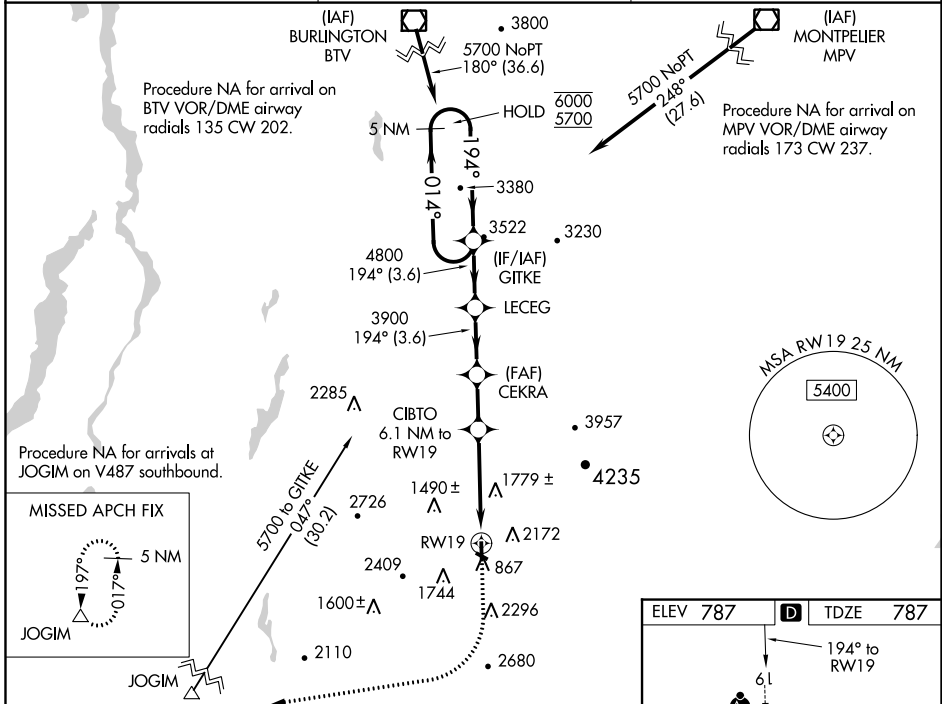 (IAF)
BURLINGTON
BTV
3800
5700 NoPT
180° (36.6)
(IAF)
MONTPELIER
MPV
5700 NoPT
248°
(27.6)
Procedure NA for arrival on
BTV VOR/DME airway
radials 135 CW 202.
Procedure NA for arrival on
MPV VOR/DME airway
radials 173 CW 237.
HOLD
6000
5700
5 NM
194°
014°
3380
3522
3230
(IF/IAF)
GITKE
4800
194° (3.6)
LECEG
3900
194° (3.6)
(FAF)
CEKRA
MSA RW19 25 NM
5400
2285
CIBTO
6.1 NM to
RW19
3957
4235
Procedure NA for arrivals at
JOGIM on V487 southbound.
5700 to GITKE
047°
(30.2)
1490 ±
1779 ±
2726
2172
RW19
867
2409
1744
1600 ±
2296
2110
2680
MISSED APCH FIX
5 NM
197°
017°
JOGIM
JOGIM
ELEV 787
D
TDZE 787
194° to
RW19
19